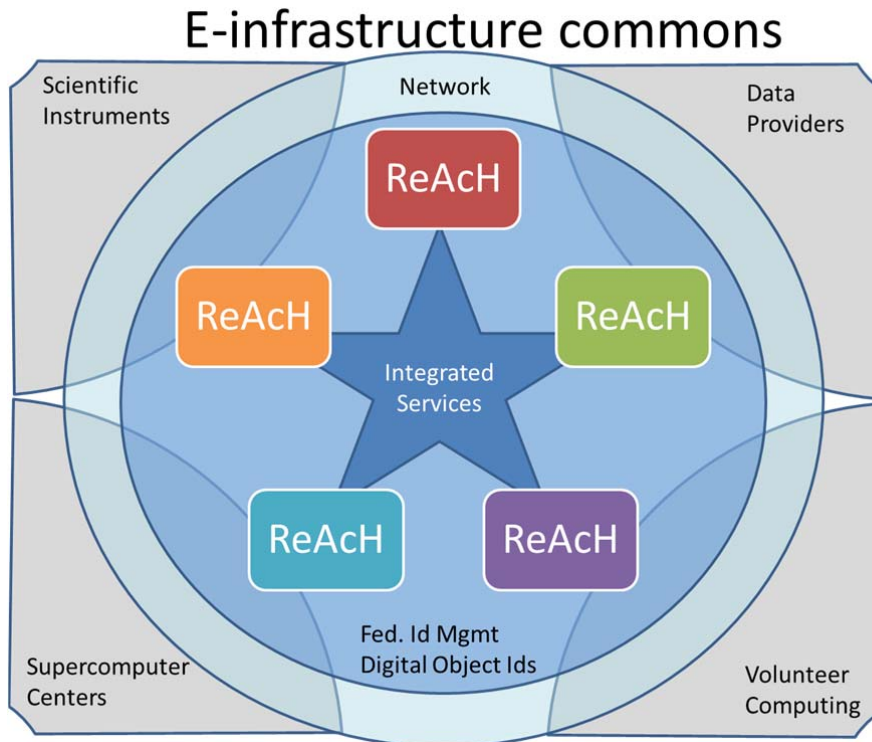 E-infrastructure commons
Scientific
Instruments
Network
Data
Providers
ReAcH
ReAcH
ReAcH
Integrated
Services
ReAcH
ReAcH
Fed. Id Mgmt
Digital Object Ids
Supercomputer
Centers
Volunteer
Computing